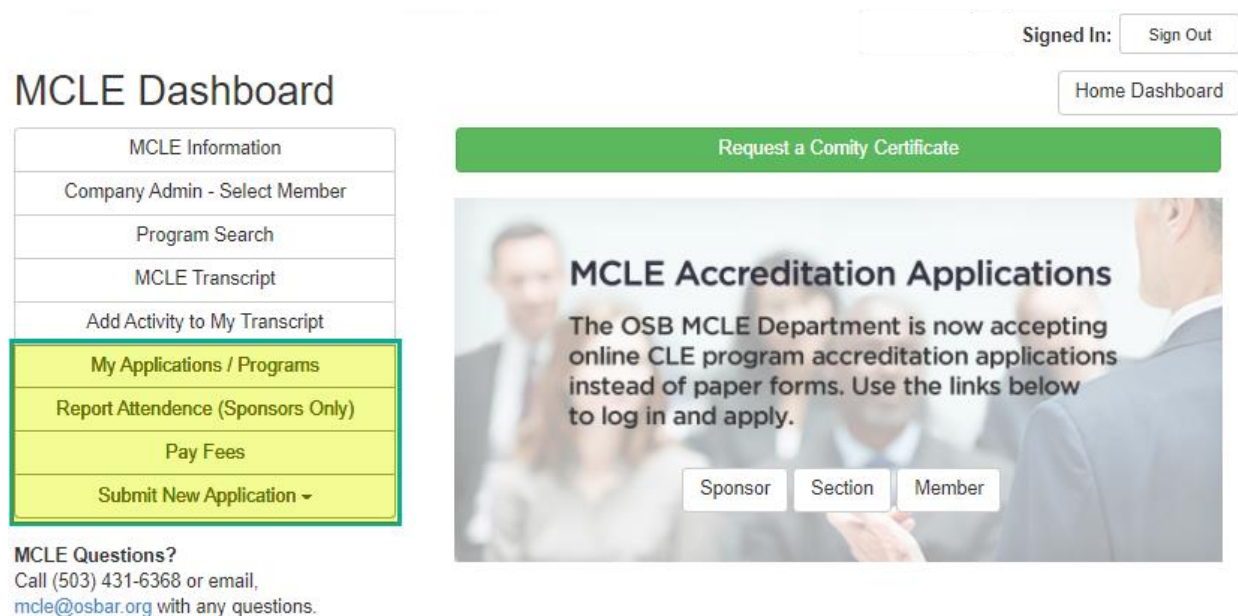 Signed In: Sign Out
MCLE Dashboard
Home Dashboard
MCLE Information
Company Admin - Select Member
Program Search
MCLE Transcript
Add Activity to My Transcript
My Applications / Programs
Report Attendence (Sponsors Only)
Pay Fees
Submit New Application
MCLE Questions?
Call (503) 431-6368 or email,
mcle@osbar.org with any questions.
Request a Comity Certificate
MCLE Accreditation Applications
The OSB MCLE Department is now accepting
online CLE program accreditation applications
instead of paper forms. Use the links below
to log in and apply.
Sponsor Section Member